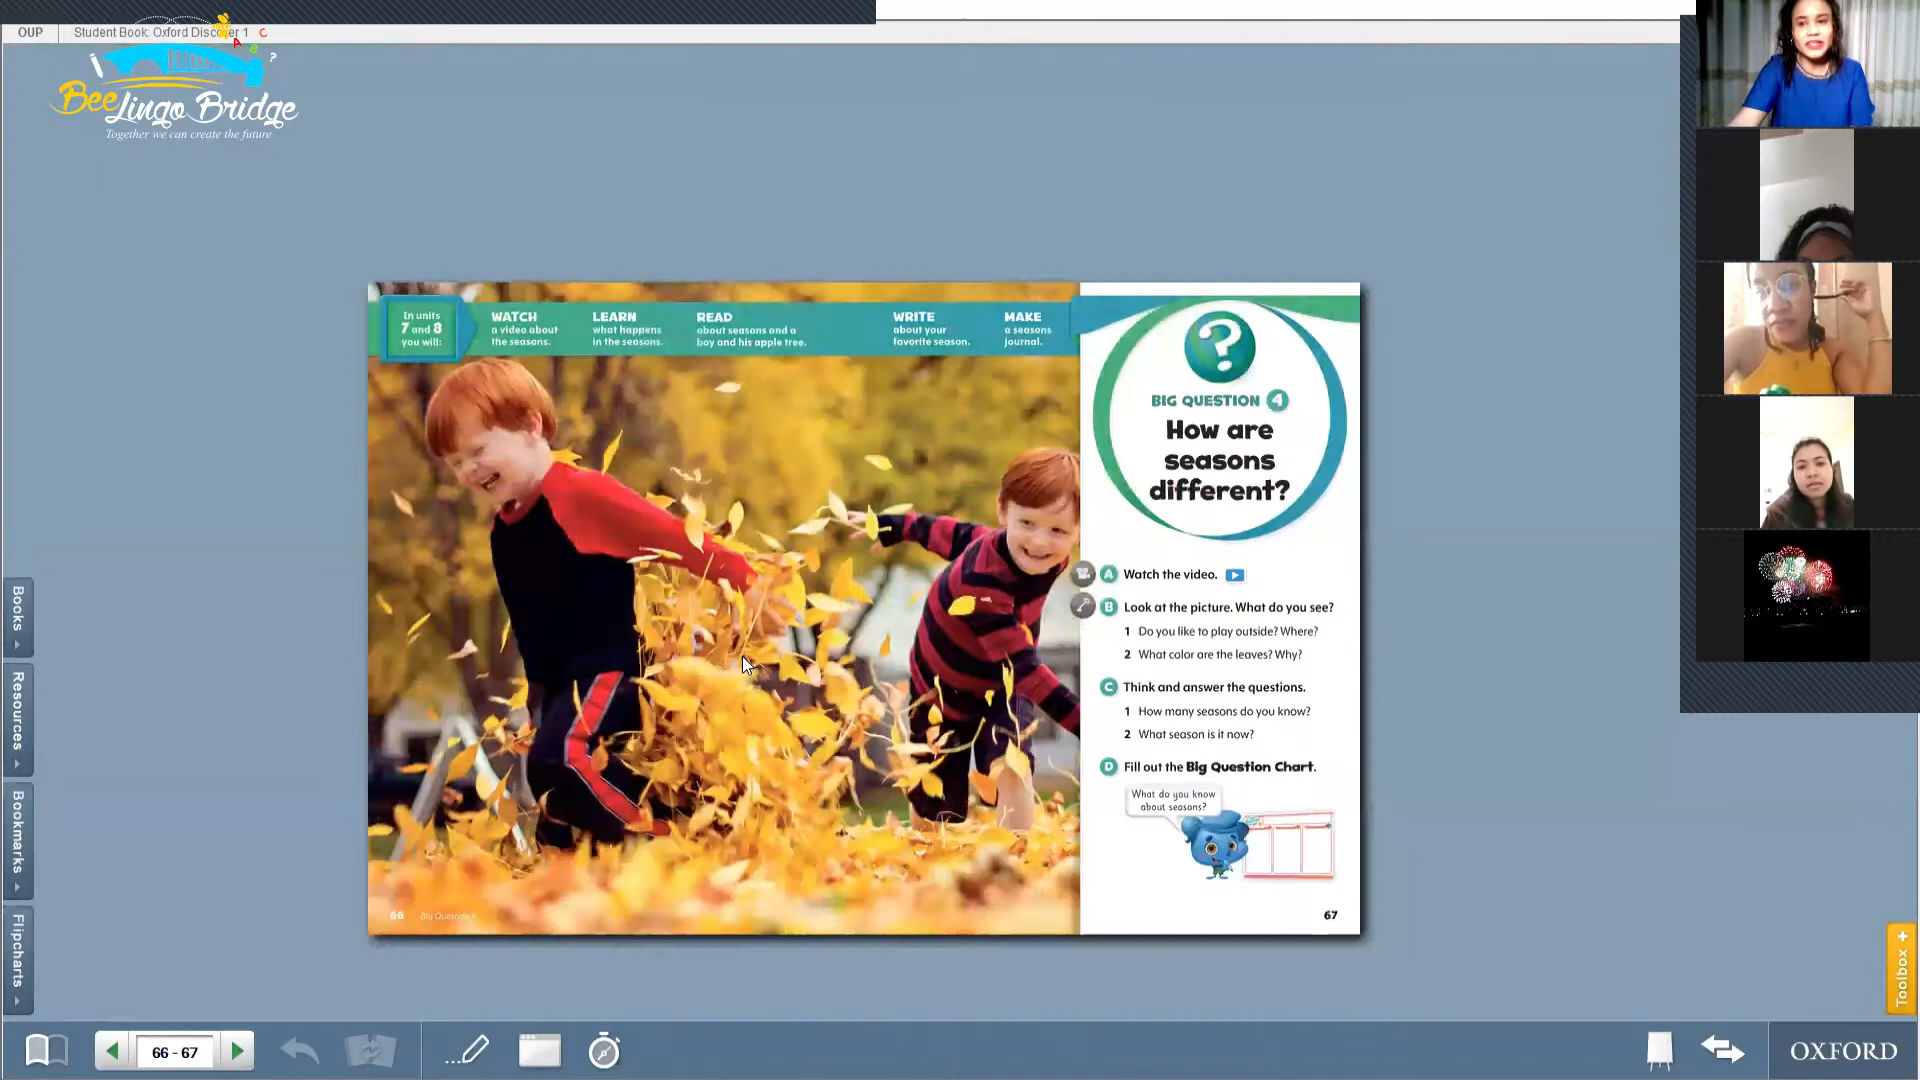 OUP
Student Book: Oxford Discover 1
C
A
B
?
Bee Lingo Bridge
Together we can create the future
In units
7 and 8
you will:
WATCH
a video about
the seasons.
LEARN
what happens
in the seasons.
READ
about seasons and a
boy and his apple tree.
WRITE
about your
favorite season.
MAKE
a seasons
journal.
?
BIG QUESTION 4
How are
seasons
different?
A Watch the video.
B Look at the picture. What do you see?
1 Do you like to play outside? Where?
2 What color are the leaves? Why?
C Think and answer the questions.
1 How many seasons do you know?
2 What season is it now?
D Fill out the Big Question Chart.
What do you know
about seasons?
66 Big Question 4
67
Books
Resources
Bookmarks
Flipcharts
Toolbox +
66 - 67
OXFORD